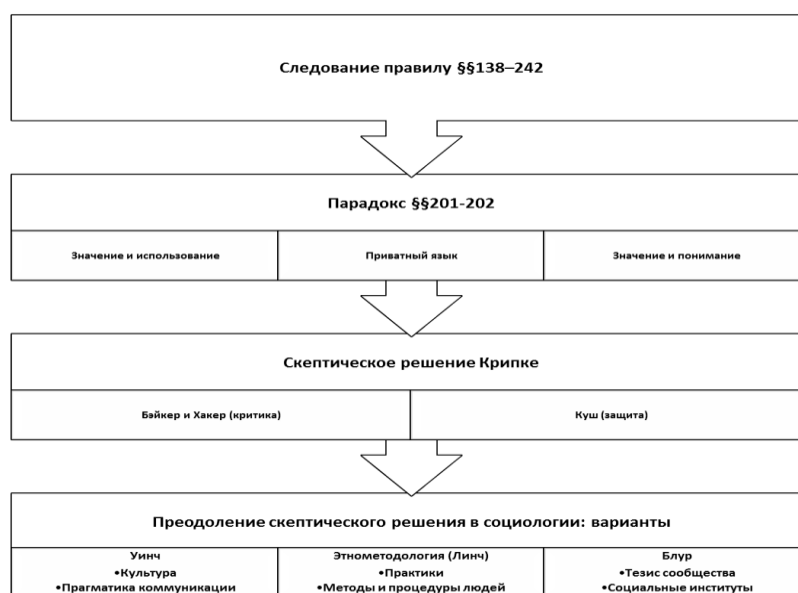 Следование правилу §§138–242
Парадокс §§201-202
Значение и использование
Приватный язык
Значение и понимание
Скептическое решение Крипке
Бэйкер и Хакер (критика)
Куш (защита)
Преодоление скептического решения в социологии: варианты
Уинч
•Культура
•Прагматика коммуникации
Этнометодология (Линч)
•Практики
•Методы и процедуры людей
Блур
•Тезис сообщества
•Социальные институты